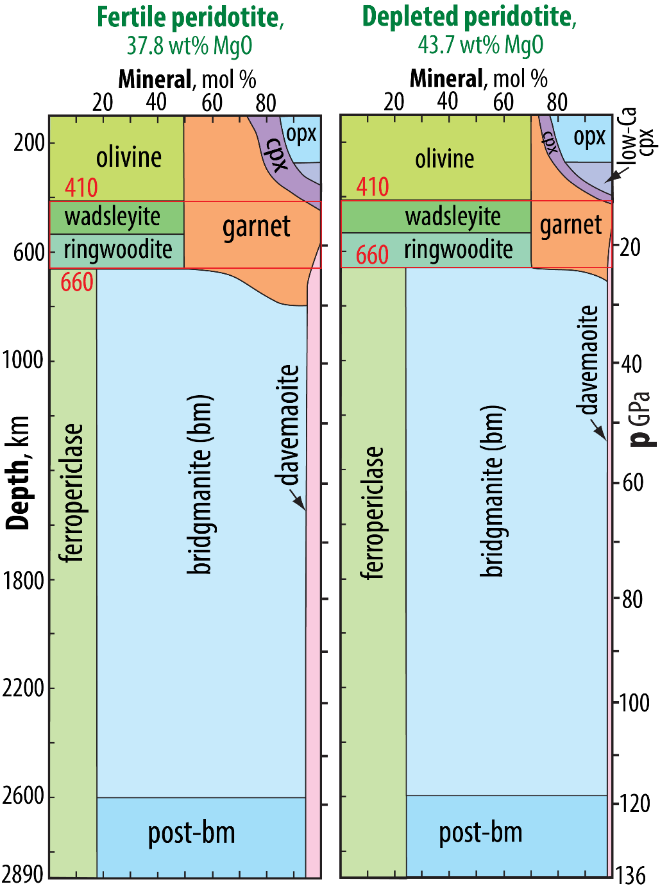 Fertile peridotite,
37.8 wt% MgO
Mineral, mol %
20 40 60 80
Depleted peridotite,
43.7 wt% MgO
Mineral, mol %
20 40 60 80
Depth, km
200
600
1000
1400
1800
2200
2600
2890
olivine
410
wadsleyite
ringwoodite
660
cpx
opx
garnet
ferropericlase
bridgmanite (bm)
davemaoite
post-bm
olivine
410
wadsleyite
660
ringwoodite
cpx
opx
low-Ca
cpx
garnet
ferropericlase
bridgmanite (bm)
davemaoite
post-bm
20
40
60
80
100
120
136
p GPa